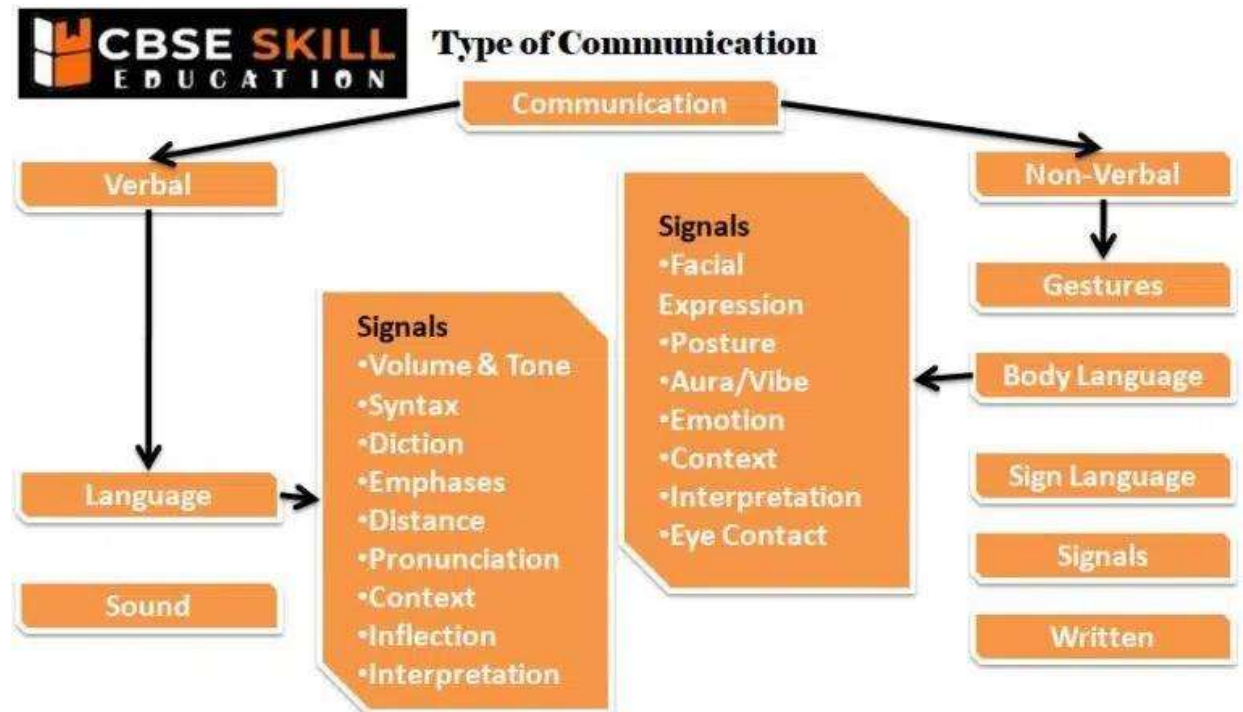 CBSE SKILL
EDUCATION
Type of Communication
Communication
Verbal
Language
Sound
Signals
•Volume & Tone
•Syntax
•Diction
•Emphases
•Distance
•Pronunciation
•Context
•Inflection
•Interpretation
Signals
•Facial
Expression
•Posture
•Aura/Vibe
•Emotion
•Context
•Interpretation
•Eye Contact
Non-Verbal
Gestures
Body Language
Sign Language
Signals
Written